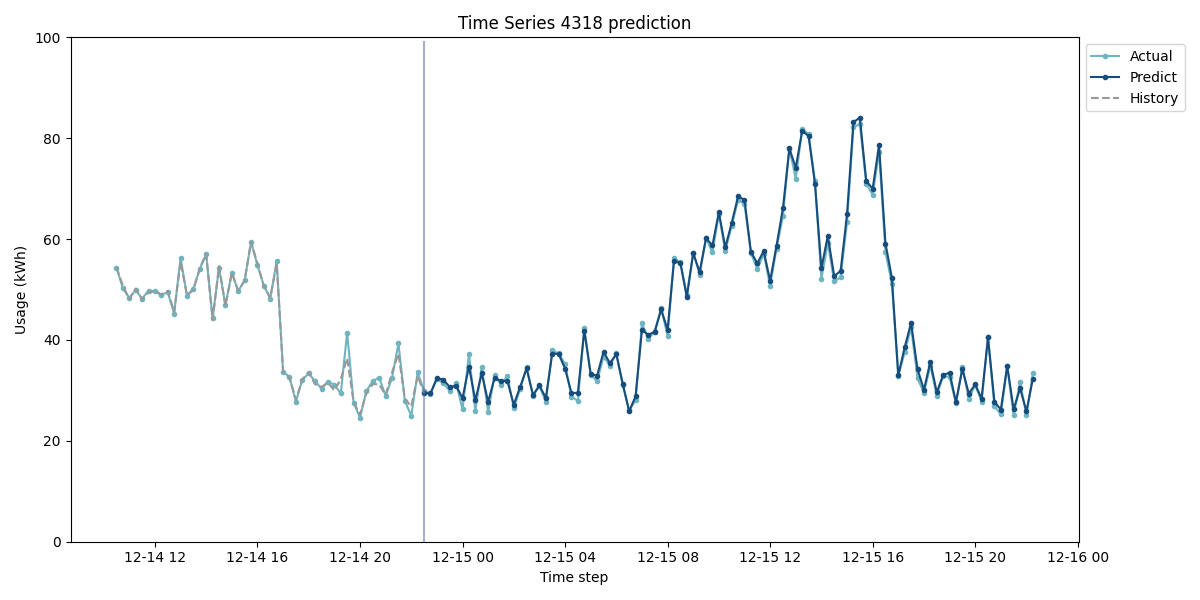 Time Series 4318 prediction
Actual
Predict
History
Usage (kWh)
100
80
60
40
20
0
12-14 12
12-14 16
12-14 20
12-15 00
12-15 04
12-15 08
12-15 12
12-15 16
12-15 20
12-16 00
Time step